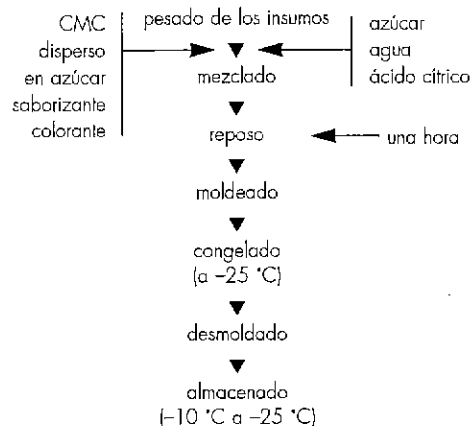 CMC
disperso
en azúcar
saborizante
colorante
pesado de los insumos
azúcar
agua
ácido cítrico
mezclado
reposo
una hora
moldeado
congelado
(a –25 °C)
desmoldado
almacenado
(–10 °C a –25 °C)